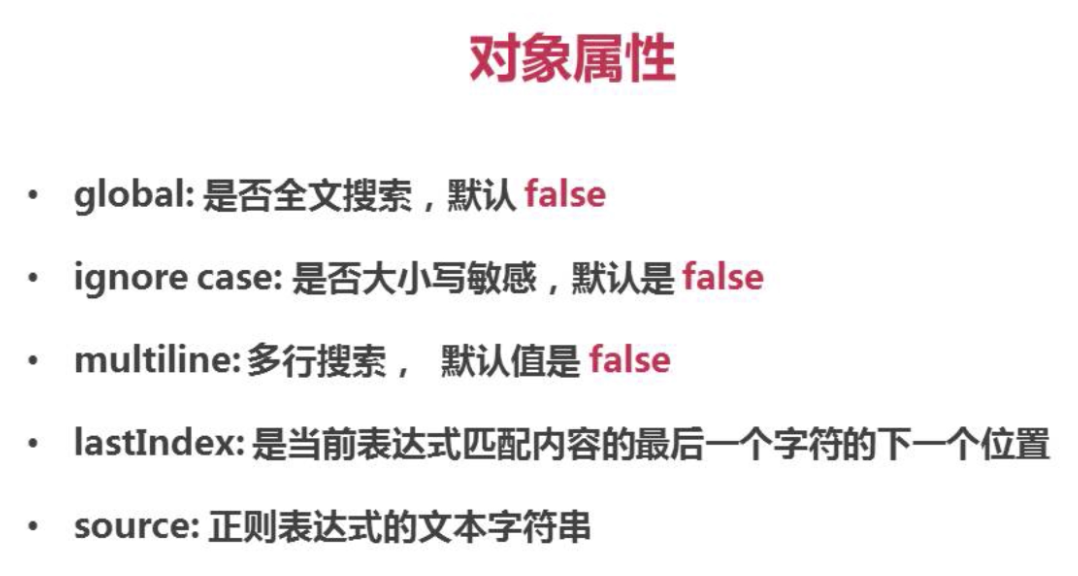 对象属性
• global: 是否全文搜索，默认 false
• ignore case: 是否大小写敏感，默认是 false
• multiline: 多行搜索， 默认值是 false
• lastIndex: 是当前表达式匹配内容的最后一个字符的下一个位置
• source: 正则表达式的文本字符串